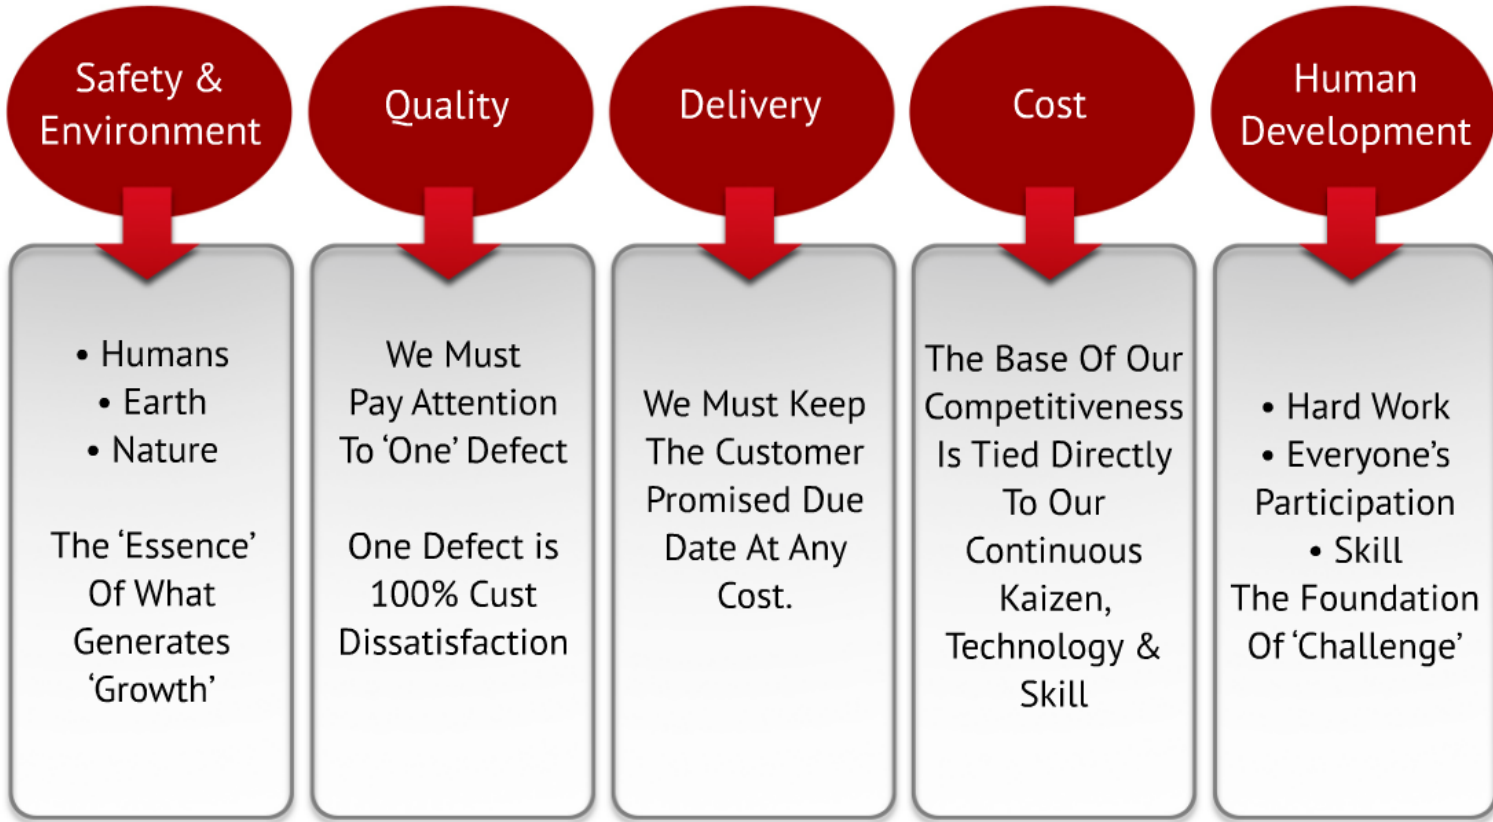 Safety &
Environment
• Humans
• Earth
• Nature
The ‘Essence’
Of What
Generates
‘Growth’
Quality
We Must
Pay Attention
To ‘One’ Defect
One Defect is
100% Cust
Dissatisfaction
Delivery
We Must Keep
The Customer
Promised Due
Date At Any
Cost.
Cost
The Base Of Our
Competitiveness
Is Tied Directly
To Our
Continuous
Kaizen,
Technology &
Skill
Human
Development
• Hard Work
• Everyone’s
Participation
• Skill
The Foundation
Of ‘Challenge’